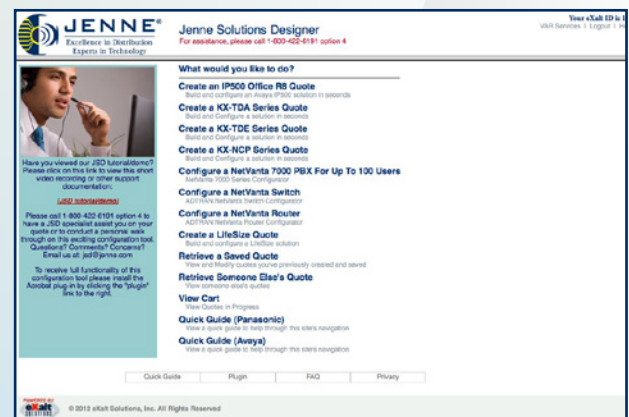 JENNE®
Excellence in Distribution
Experts in Technology
Jenne Solutions Designer
For assistance, please call 1-800-422-6191 option 4
Your eXalt ID is
VAR Services | Logout |
What would you like to do?
Create an IP500 Office R8 Quote
Build and configure an Avaya IP500 solution in seconds
Create a KX-TDA Series Quote
Build and Configure a solution in seconds
Create a KX-TDE Series Quote
Build and Configure a solution in seconds
Create a KX-NCP Series Quote
Build and Configure a solution in seconds
Configure a NetVanta 7000 PBX For Up To 100 Users
NetVanta 7000 Series Configurator
Configure a NetVanta Switch
ADTRAN NetVanta Switch Configurator
Configure a NetVanta Router
ADTRAN NetVanta Router Configurator
Create a LifeSize Quote
Build and configure a LifeSize solution
Retrieve a Saved Quote
View and Modify quotes you've previously created and saved
Retrieve Someone Else's Quote
View someone else's quotes
View Cart
View Quotes in Progress
Quick Guide (Panasonic)
View a quick guide to help through this site's navigation
Quick Guide (Avaya)
View a quick guide to help through this site's navigation
Have you viewed our JSD tutorial/demo?
Please click on this link to view this short
video recording or other support
documentation:
(JSD tutorial/demo)
Please call 1-800-422-6191 option 4 to
have a JSD specialist assist you on your
quote or to conduct a personal walk
through on this exciting configuration tool.
Questions? Comments? Concerns?
Email us at: jsd@jenne.com
To receive full functionality of this
configuration tool please install the
Acrobat plug-in by clicking the "plugin"
link to the right.
Quick Guide
Plugin
FAQ
Privacy
POWERED BY
eXalt
SOLUTIONS
© 2012 eXalt Solutions, Inc. All Rights Reserved